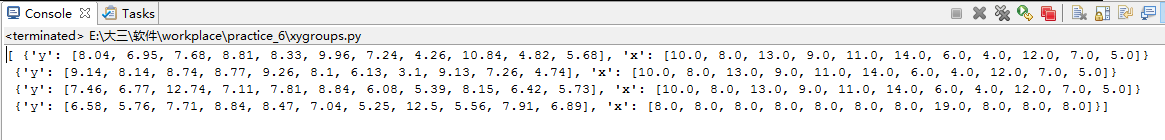 Console Tasks
<terminated> E:\大三\软件\workplace\practice_6\xygroups.py
[ {'y': [8.04, 6.95, 7.68, 8.81, 8.33, 9.96, 7.24, 4.26, 10.84, 4.82, 5.68], 'x': [10.0, 8.0, 13.0, 9.0, 11.0, 14.0, 6.0, 4.0, 12.0, 7.0, 5.0]}
{'y': [9.14, 8.14, 8.74, 8.77, 9.26, 8.1, 6.13, 3.1, 9.13, 7.26, 4.74], 'x': [10.0, 8.0, 13.0, 9.0, 11.0, 14.0, 6.0, 4.0, 12.0, 7.0, 5.0]}
{'y': [7.46, 6.77, 12.74, 7.11, 7.81, 8.84, 6.08, 5.39, 8.15, 6.42, 5.73], 'x': [10.0, 8.0, 13.0, 9.0, 11.0, 14.0, 6.0, 4.0, 12.0, 7.0, 5.0]}
{'y': [6.58, 5.76, 7.71, 8.84, 8.47, 7.04, 5.25, 12.5, 5.56, 7.91, 6.89], 'x': [8.0, 8.0, 8.0, 8.0, 8.0, 8.0, 8.0, 19.0, 8.0, 8.0, 8.0]}]